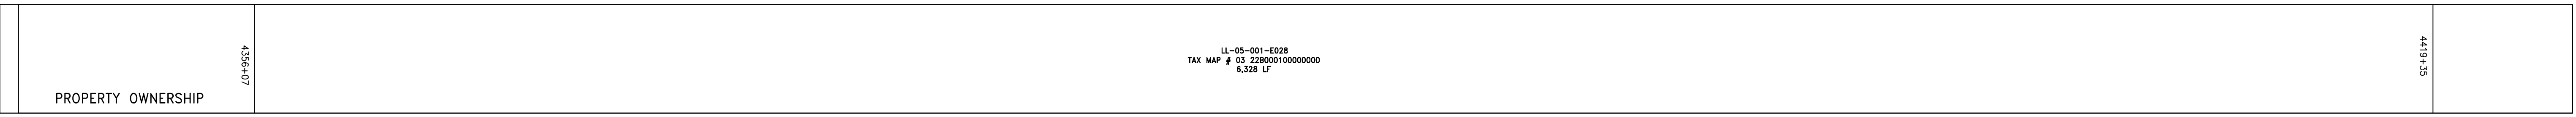 PROPERTY OWNERSHIP
4356+07
LL-05-001-E028
TAX MAP # 03 22B000100000000
6,328 LF
4419+35